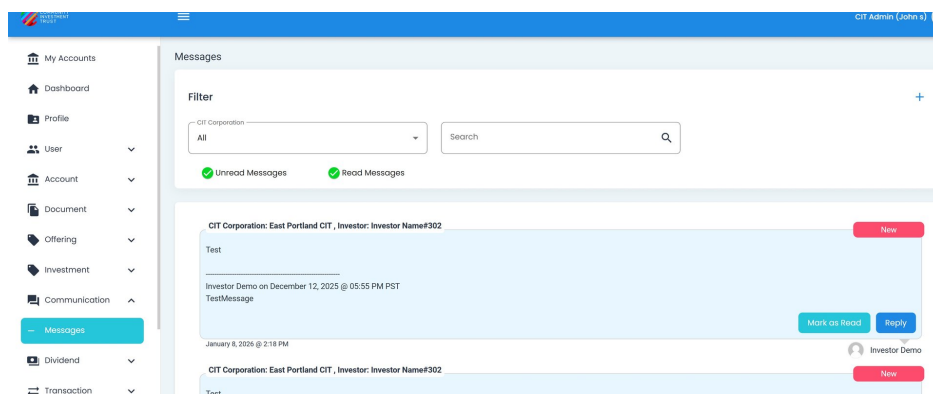 INVESTMENT
TRUST
CIT Admin (John s)
My Accounts
Dashboard
Profile
User
Account
Document
Offering
Investment
Communication
Messages
Dividend
Transaction
Messages
Filter
+
CIT Corporation
All
Search
Unread Messages
Read Messages
CIT Corporation: East Portland CIT , Investor: Investor Name#302
New
Test
Investor Demo on December 12, 2025 @ 05:55 PM PST
TestMessage
Mark as Read
Reply
January 8, 2026 @ 2:18 PM
Investor Demo
CIT Corporation: East Portland CIT , Investor: Investor Name#302
New
Test